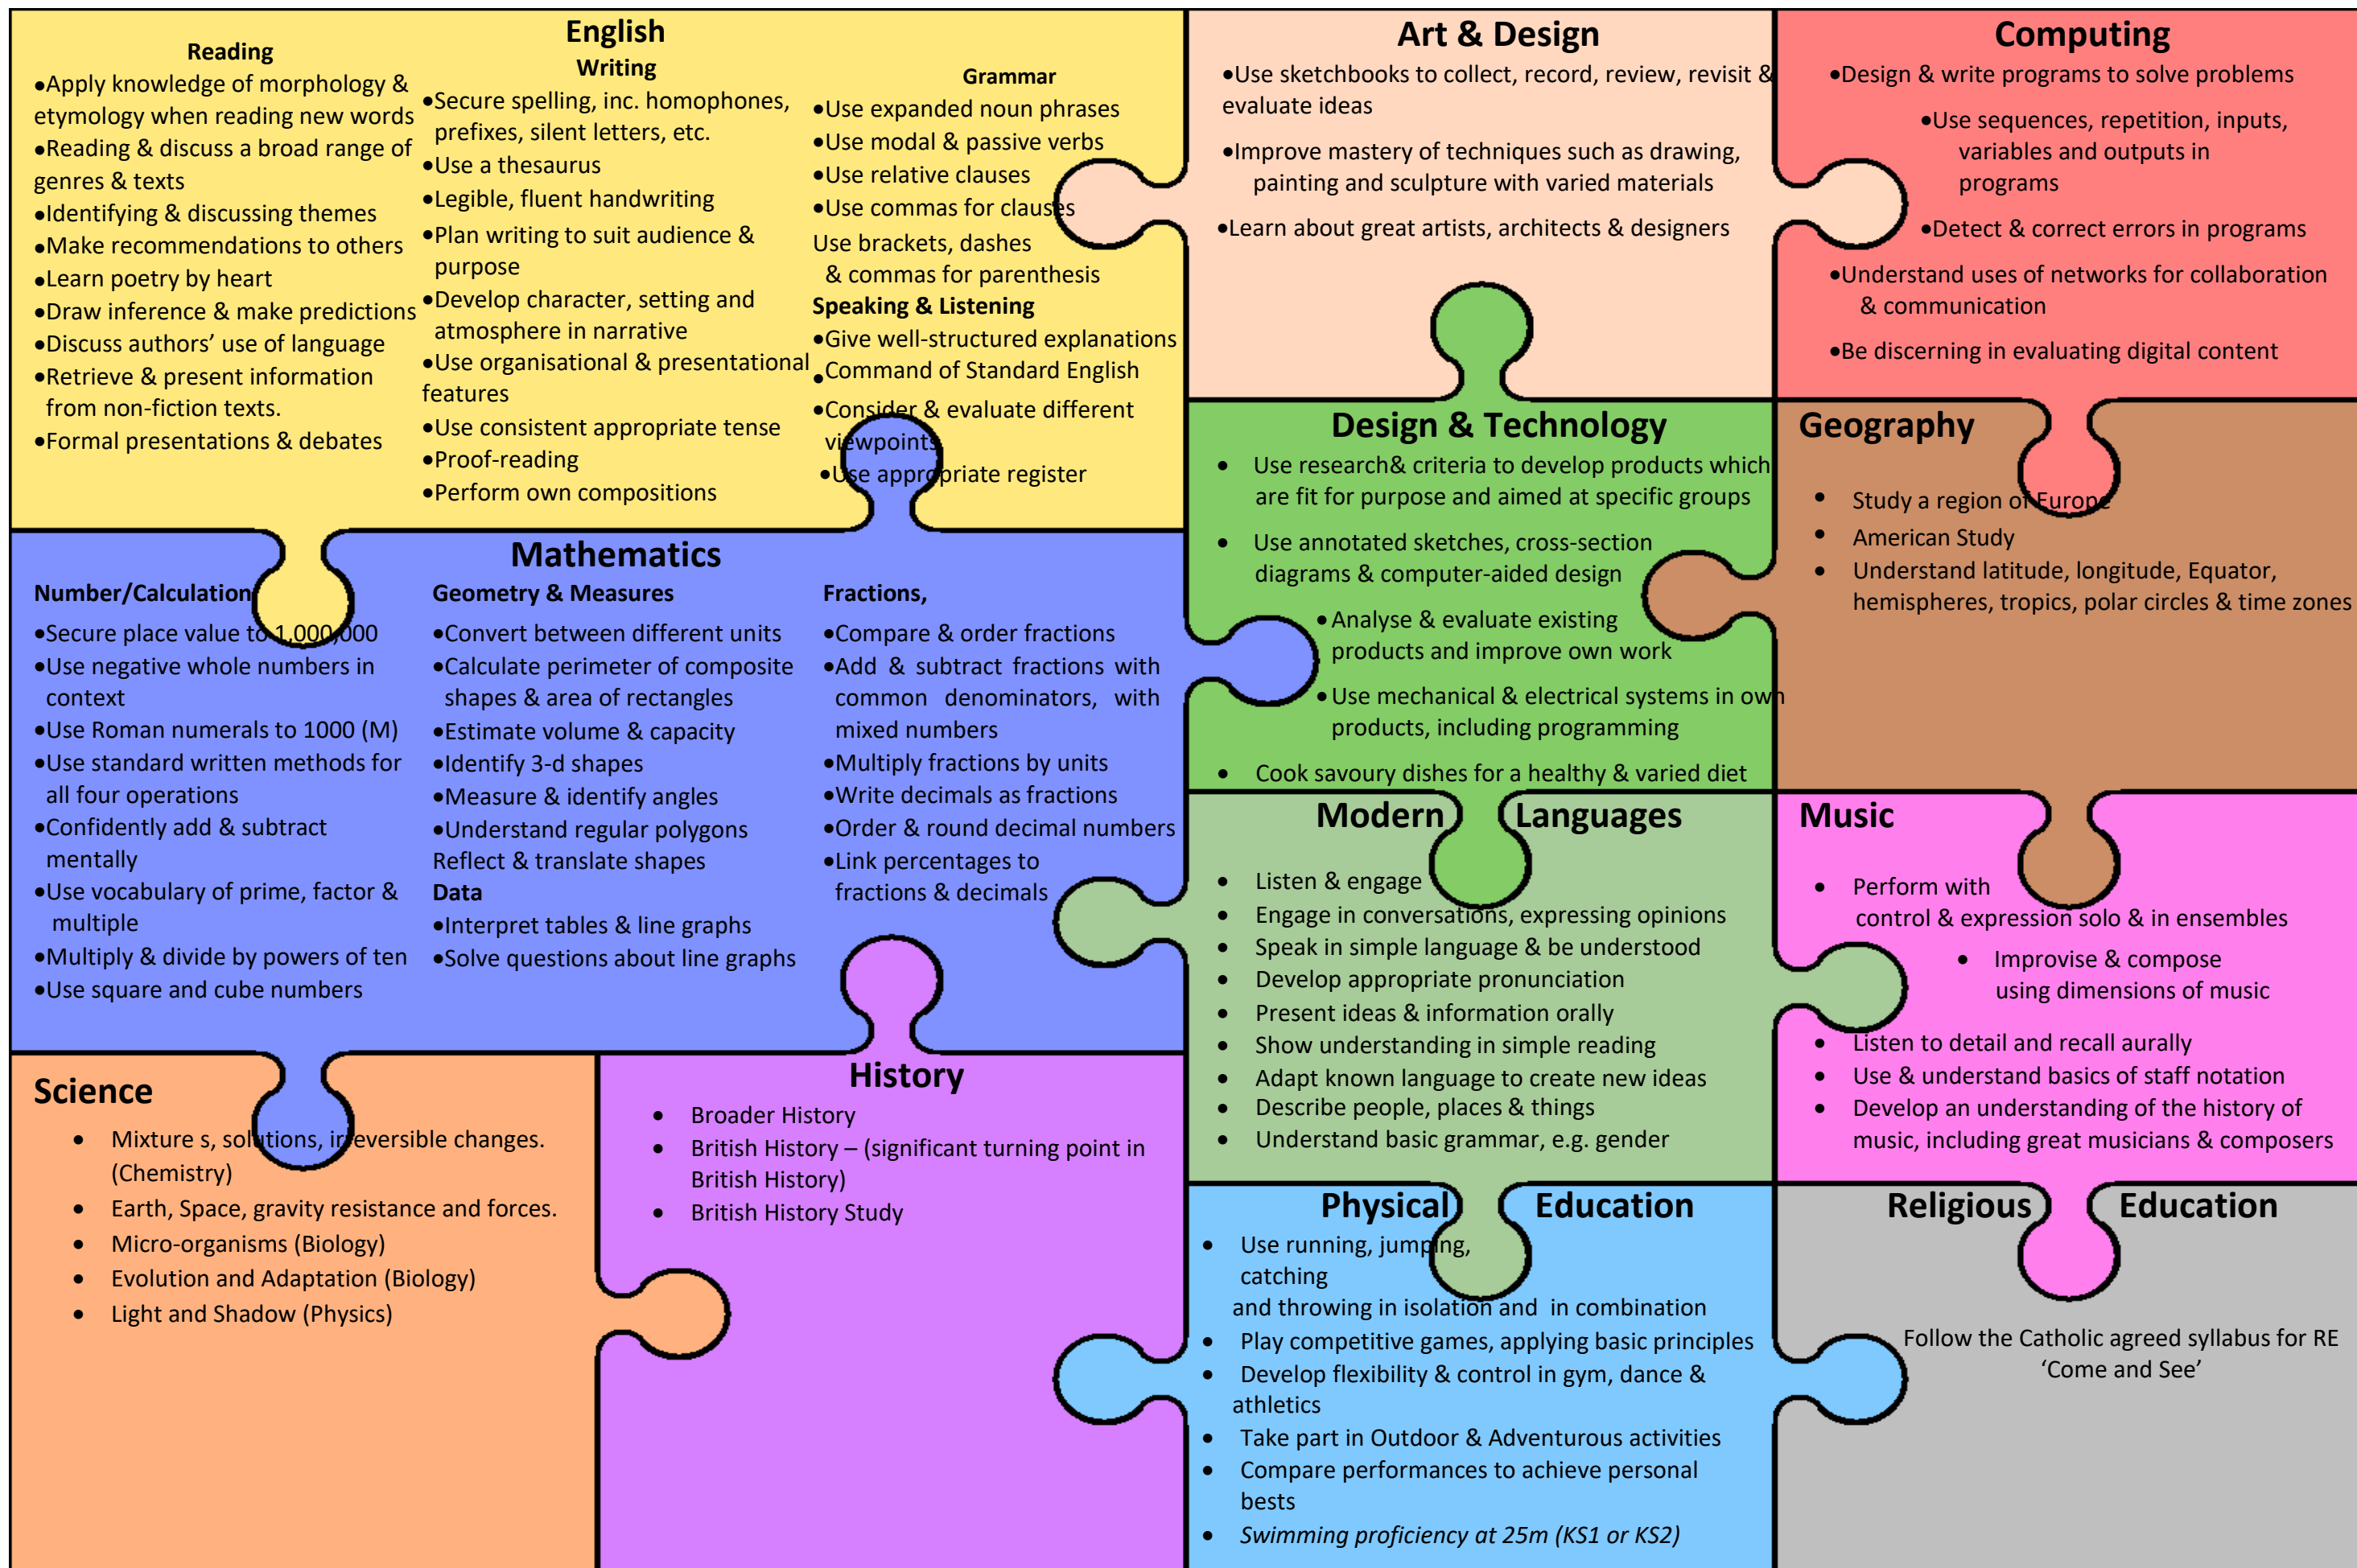 English
Reading
•Apply knowledge of morphology &
etymology when reading new words
•Reading & discuss a broad range of
genres & texts
•Identifying & discussing themes
•Make recommendations to others
•Learn poetry by heart
•Draw inference & make predictions
•Discuss authors’ use of language
•Retrieve & present information
from non-fiction texts.
•Formal presentations & debates
Writing
•Secure spelling, inc. homophones,
prefixes, silent letters, etc.
•Use a thesaurus
•Legible, fluent handwriting
•Plan writing to suit audience &
purpose
•Develop character, setting and
atmosphere in narrative
•Use organisational & presentational
features
•Use consistent appropriate tense
•Proof-reading
•Perform own compositions
Grammar
•Use expanded noun phrases
•Use modal & passive verbs
•Use relative clauses
•Use commas for clauses
Use brackets, dashes
& commas for parenthesis
Speaking & Listening
•Give well-structured explanations
•Command of Standard English
•Consider & evaluate different
viewpoints
•Use appropriate register
Art & Design
•Use sketchbooks to collect, record, review, revisit &
evaluate ideas
•Improve mastery of techniques such as drawing,
painting and sculpture with varied materials
•Learn about great artists, architects & designers
Computing
•Design & write programs to solve problems
•Use sequences, repetition, inputs,
variables and outputs in
programs
•Detect & correct errors in programs
•Understand uses of networks for collaboration
& communication
•Be discerning in evaluating digital content
Design & Technology
• Use research& criteria to develop products which
are fit for purpose and aimed at specific groups
• Use annotated sketches, cross-section
diagrams & computer-aided design
• Analyse & evaluate existing
products and improve own work
• Use mechanical & electrical systems in own
products, including programming
• Cook savoury dishes for a healthy & varied diet
Geography
• Study a region of Europe
• American Study
• Understand latitude, longitude, Equator,
hemispheres, tropics, polar circles & time zones
Mathematics
Number/Calculation
•Secure place value to 1,000,000
•Use negative whole numbers in
context
•Use Roman numerals to 1000 (M)
•Use standard written methods for
all four operations
•Confidently add & subtract
mentally
•Use vocabulary of prime, factor &
multiple
•Multiply & divide by powers of ten
•Use square and cube numbers
Geometry & Measures
•Convert between different units
•Calculate perimeter of composite
shapes & area of rectangles
•Estimate volume & capacity
•Identify 3-d shapes
•Measure & identify angles
•Understand regular polygons
Reflect & translate shapes
Data
•Interpret tables & line graphs
•Solve questions about line graphs
Fractions,
•Compare & order fractions
•Add & subtract fractions with
common denominators, with
mixed numbers
•Multiply fractions by units
•Write decimals as fractions
•Order & round decimal numbers
•Link percentages to
fractions & decimals
Modern Languages
• Listen & engage
• Engage in conversations, expressing opinions
• Speak in simple language & be understood
• Develop appropriate pronunciation
• Present ideas & information orally
• Show understanding in simple reading
• Adapt known language to create new ideas
• Describe people, places & things
• Understand basic grammar, e.g. gender
Music
• Perform with
control & expression solo & in ensembles
• Improvise & compose
using dimensions of music
• Listen to detail and recall aurally
• Use & understand basics of staff notation
• Develop an understanding of the history of
music, including great musicians & composers
Science
• Mixture s, solutions, irreversible changes.
(Chemistry)
• Earth, Space, gravity resistance and forces.
• Micro-organisms (Biology)
• Evolution and Adaptation (Biology)
• Light and Shadow (Physics)
History
• Broader History
• British History – (significant turning point in
British History)
• British History Study
Physical Education
• Use running, jumping,
catching
and throwing in isolation and in combination
• Play competitive games, applying basic principles
• Develop flexibility & control in gym, dance &
athletics
• Take part in Outdoor & Adventurous activities
• Compare performances to achieve personal
bests
• Swimming proficiency at 25m (KS1 or KS2)
Religious Education
Follow the Catholic agreed syllabus for RE
‘Come and See’